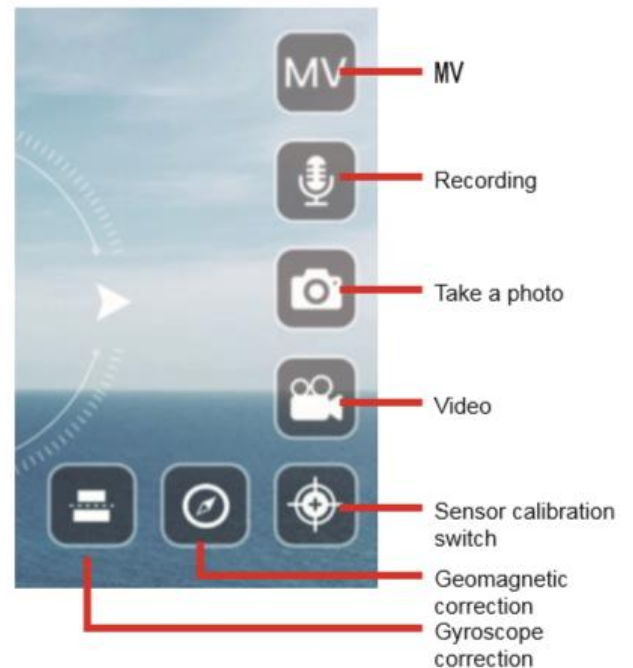 MV
MV
Recording
Take a photo
Video
Sensor calibration
switch
Geomagnetic
correction
Gyroscope
correction